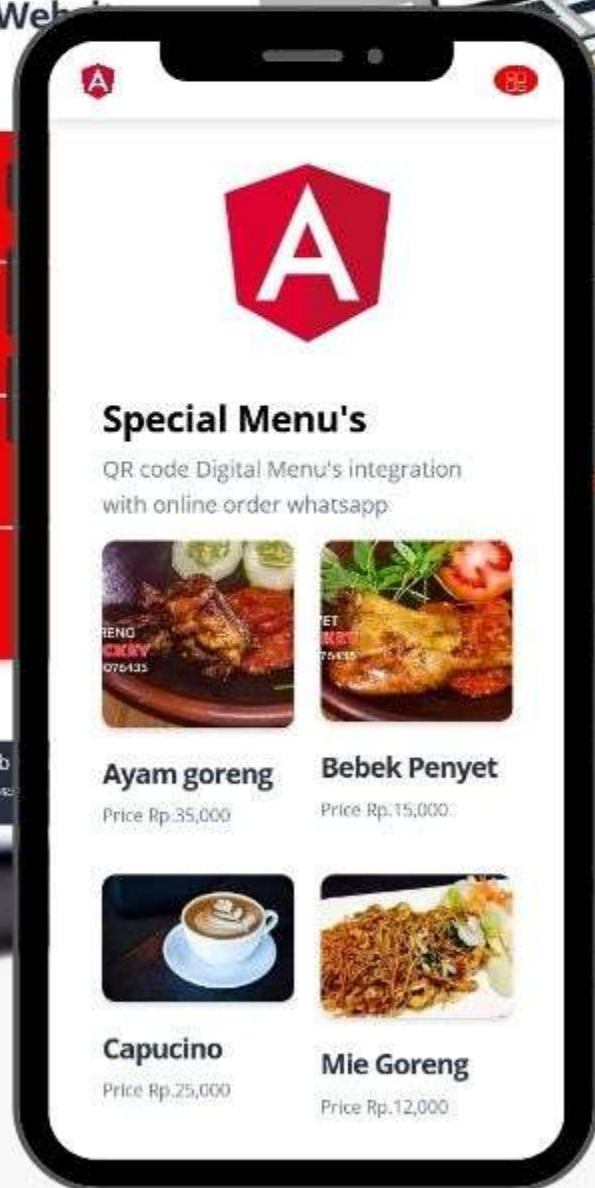 A
A
Special Menu's
QR code Digital Menu's integration
with online order whatsapp
Ayam goreng
Price Rp.35,000
Bebek Penyet
Price Rp.15,000
Capucino
Price Rp.25,000
Mie Goreng
Price Rp.12,000